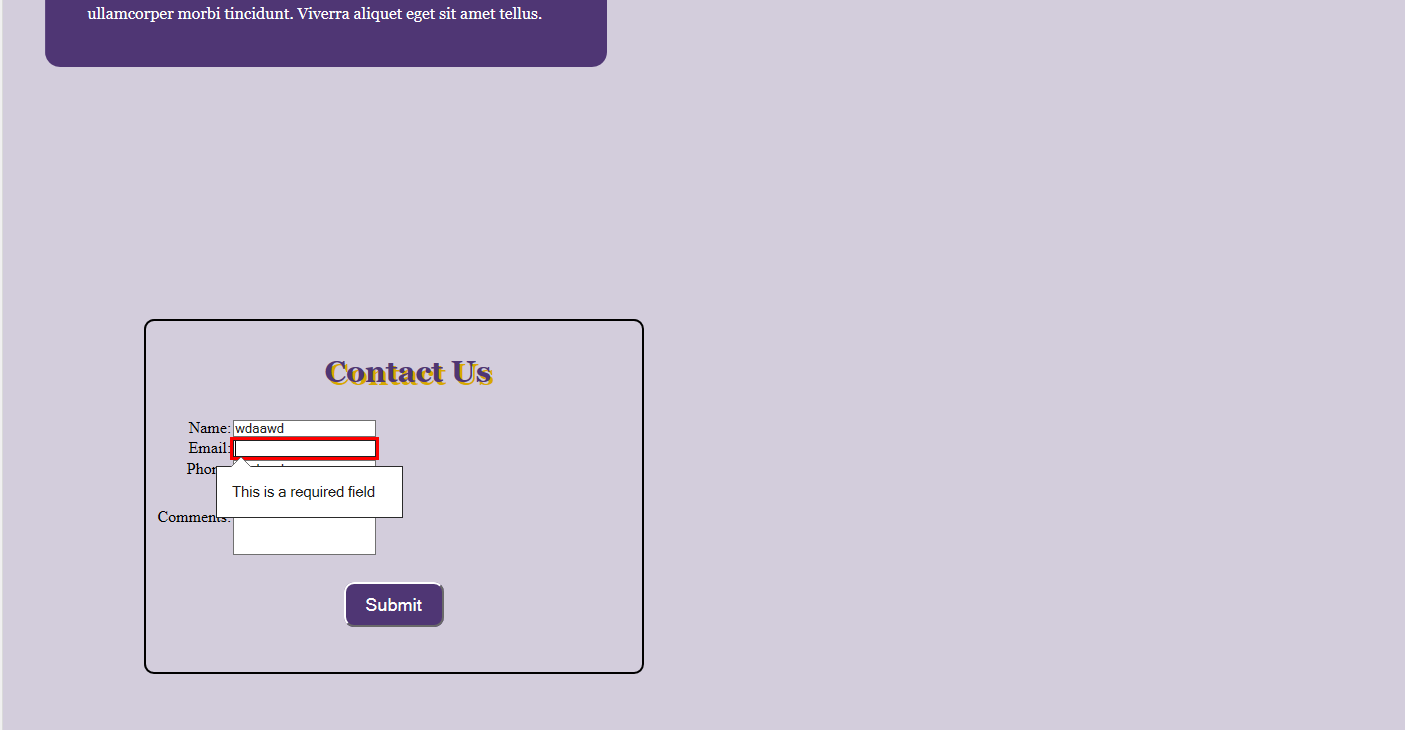 ullamcorper morbi tincidunt. Viverra aliquet eget sit amet tellus.
Contact Us
Name: wdaawd
Email:
This is a required field
Comments:
Submit